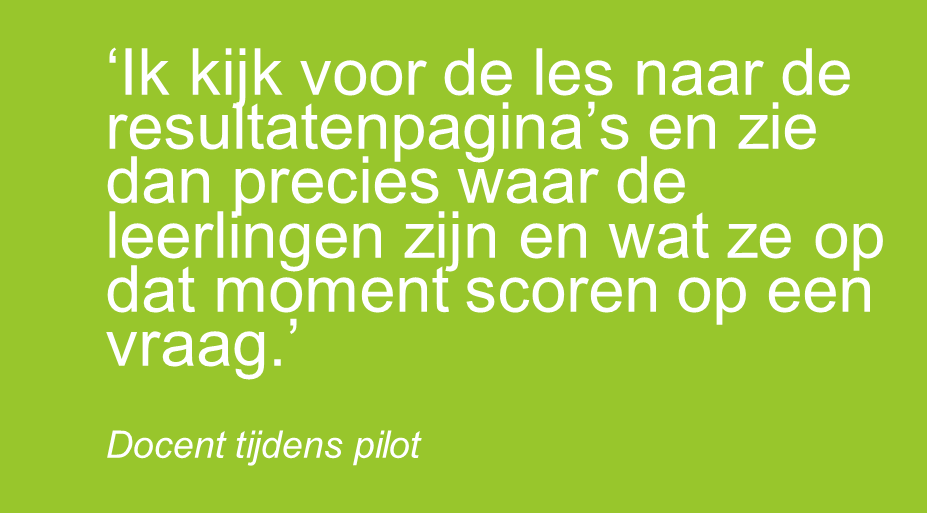 ‘Ik kijk voor de les naar de
resultatenpagina’s en zie
dan precies waar de
leerlingen zijn en wat ze op
dat moment scoren op een
vraag.’
Docent tijdens pilot